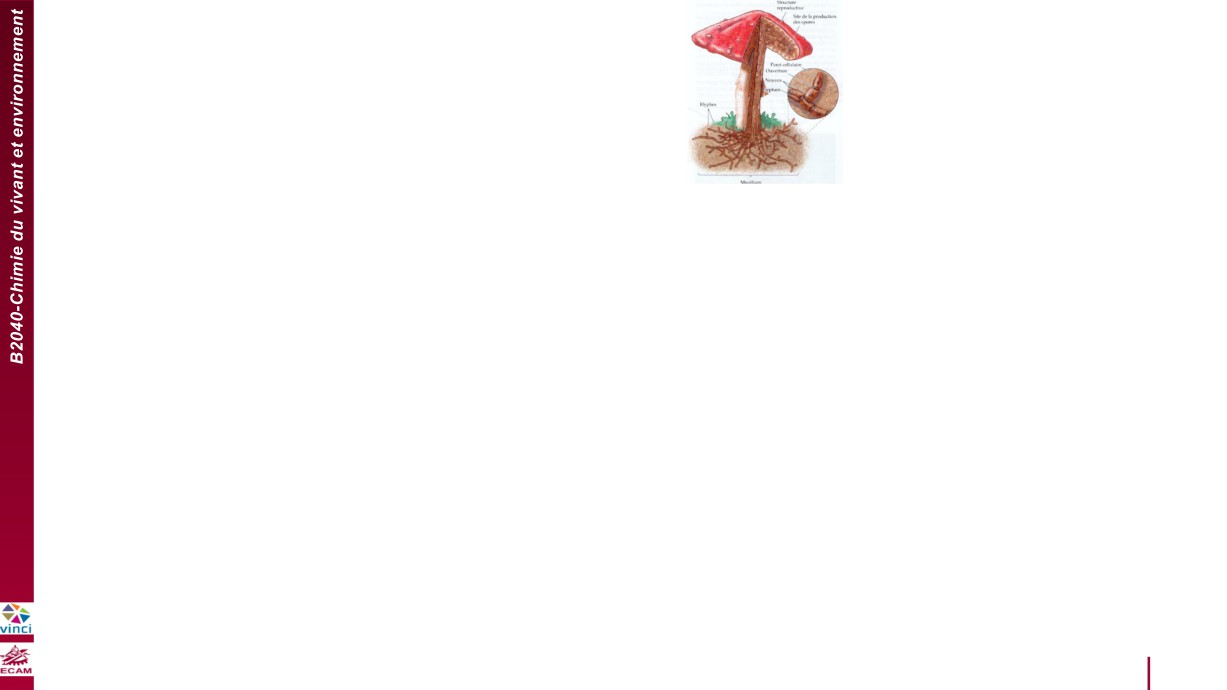 B2040-Chimie du vivant et environnement
Structure
reproductrice
Site de la production
des spores
Paroi cellulaire
Ouverture
Noyaux
Hyphes
Mycélium
vinci
ECAM